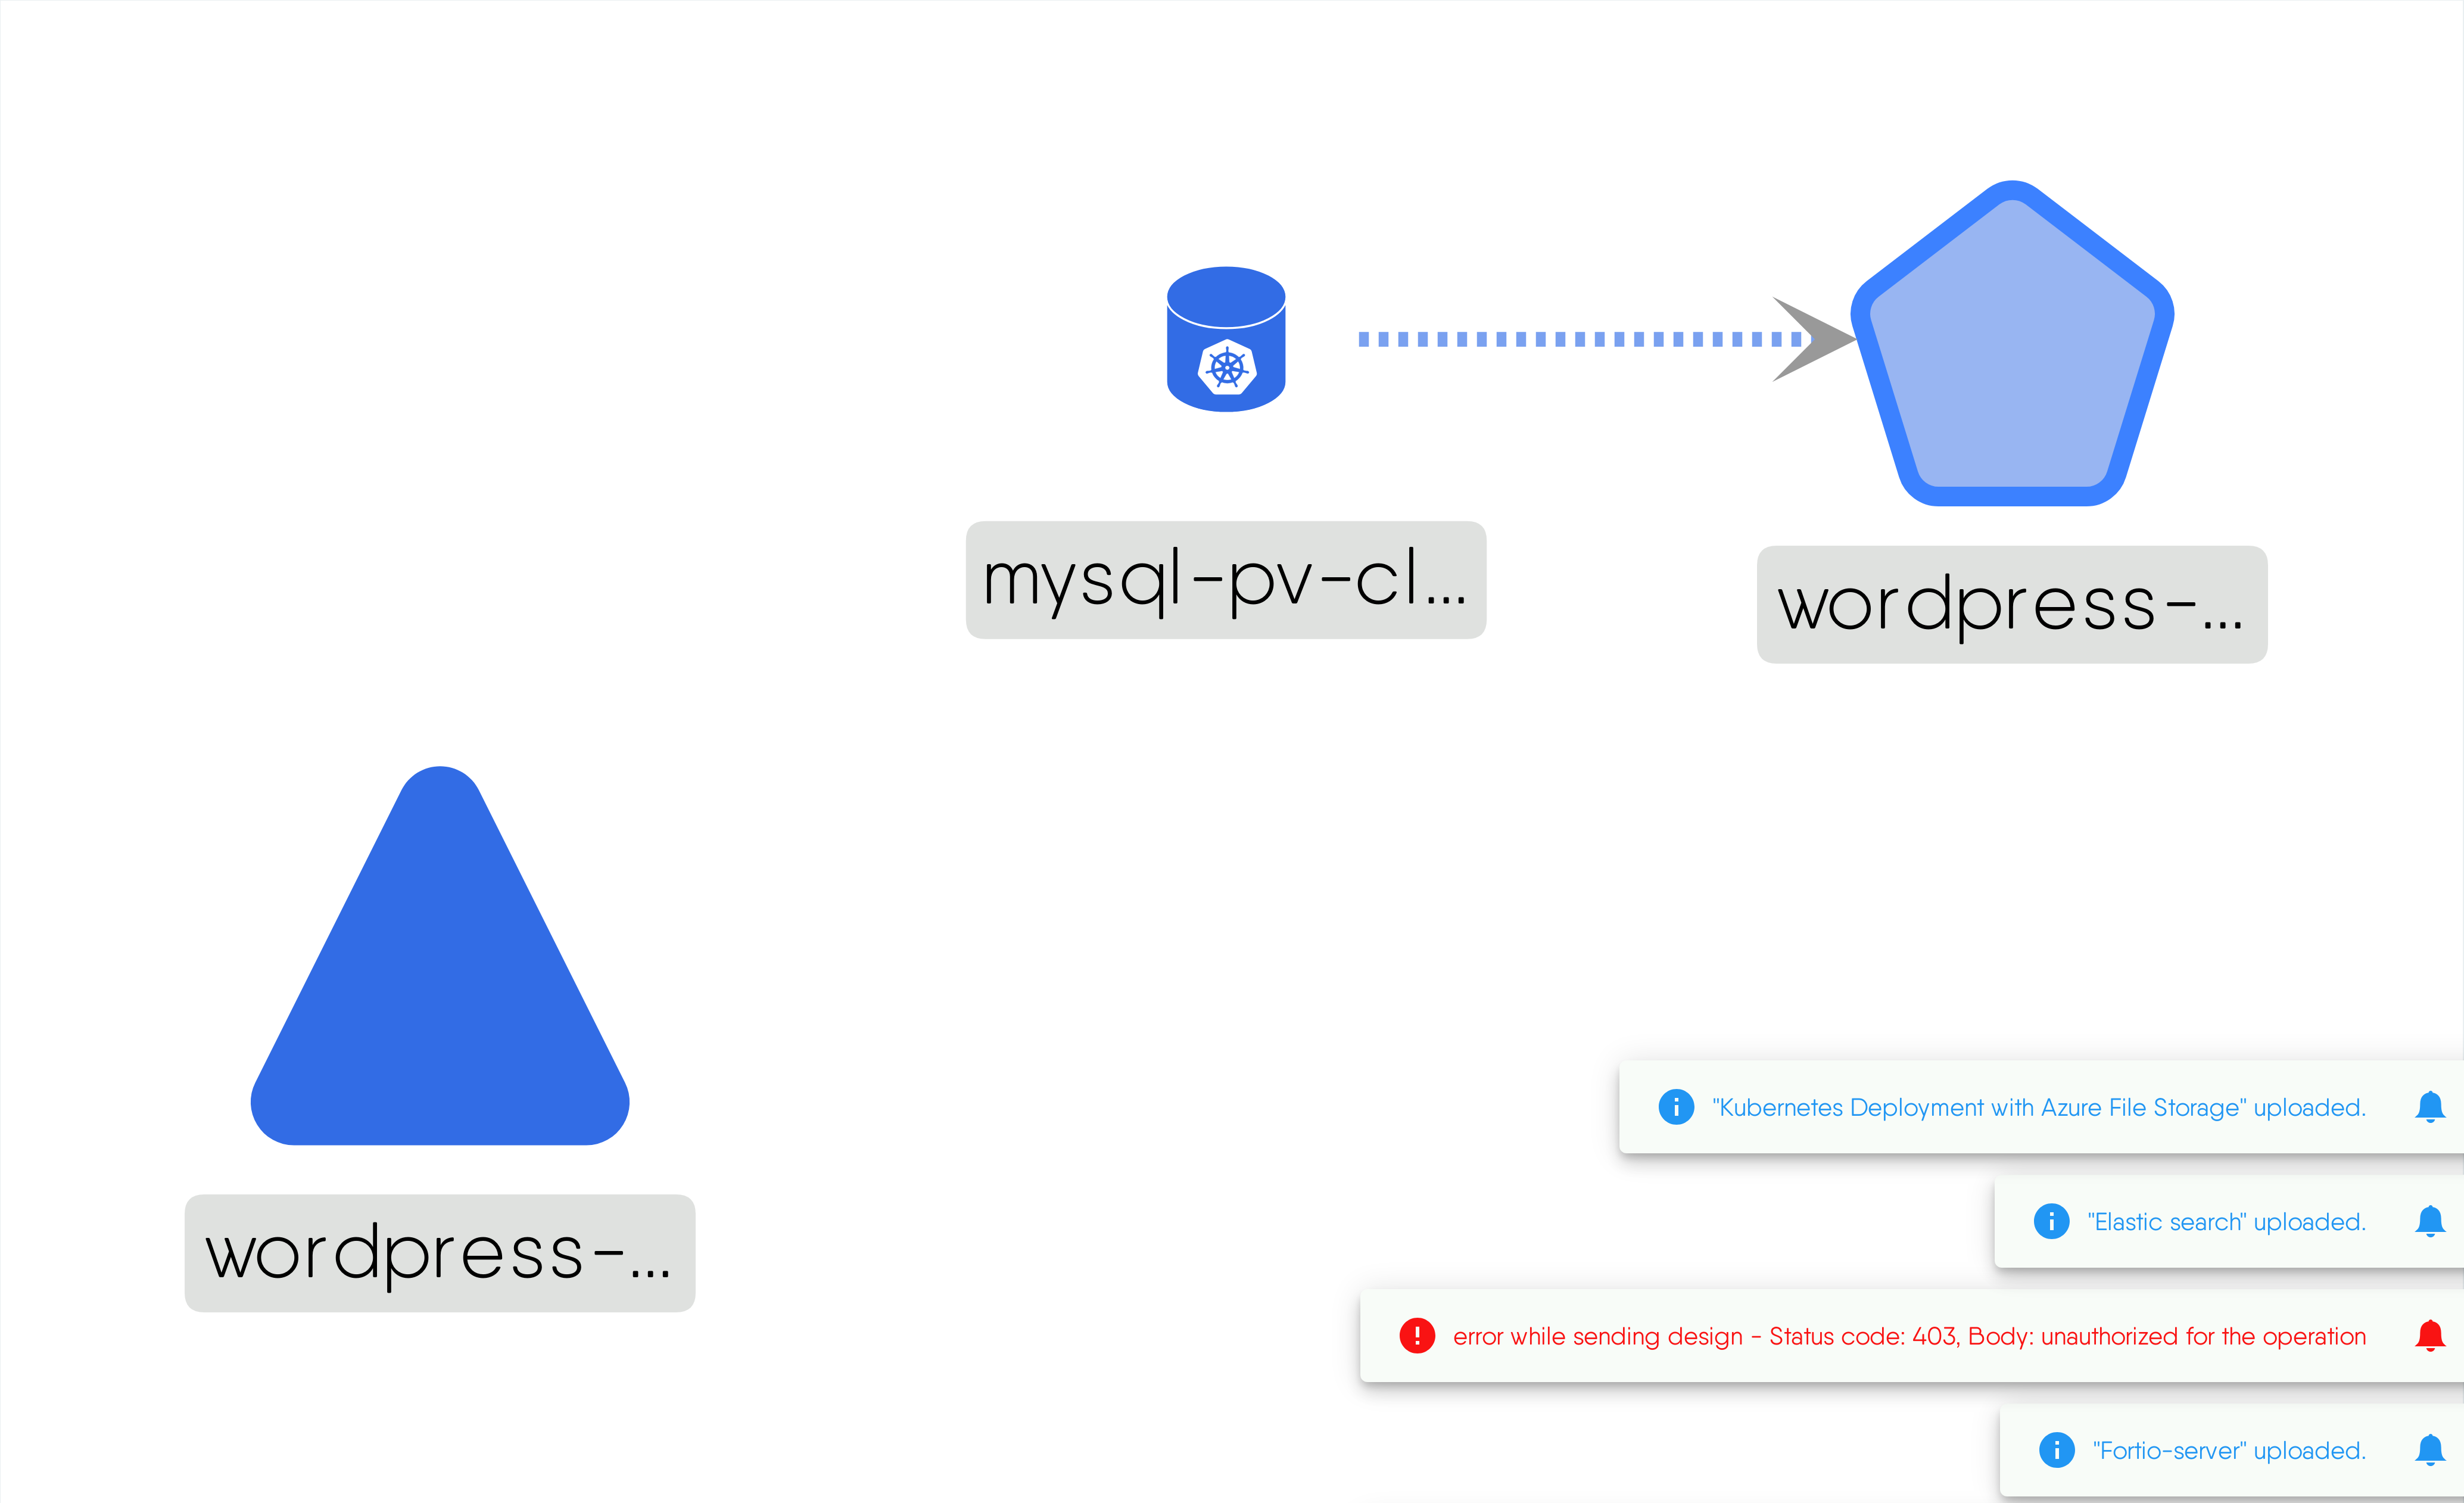 mysql-pv-cl...
wordpress-...
wordpress-...
"Kubernetes Deployment with Azure File Storage" uploaded.
"Elastic search" uploaded.
error while sending design - Status code: 403, Body: unauthorized for the operation
"Fortio-server" uploaded.